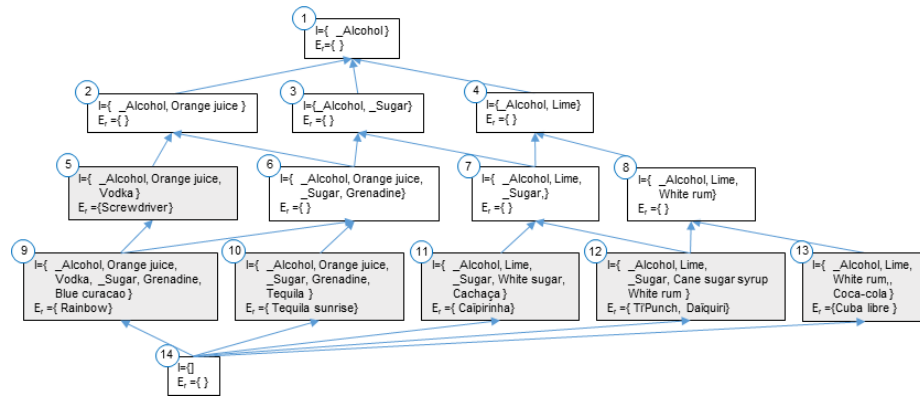 1
I={ _Alcohol }
Er={ }
2
I={ _Alcohol, Orange juice }
Er ={ }
3
I={_Alcohol, _Sugar}
Er ={ }
4
I={_Alcohol, Lime}
Er ={ }
5
I={ _Alcohol, Orange juice,
Vodka }
Er ={Screwdriver}
6
I={ _Alcohol, Orange juice,
_Sugar, Grenadine}
Er ={ }
7
I={ _Alcohol, Lime,
_Sugar,}
Er ={ }
8
I={ _Alcohol, Lime,
White rum}
Er ={ }
9
I={ _Alcohol, Orange juice,
Vodka, _Sugar, Grenadine,
Blue curacao }
Er ={ Rainbow}
10
I={ _Alcohol, Orange juice,
_Sugar, Grenadine,
Tequila }
Er ={ Tequila sunrise}
11
I={ _Alcohol, Lime,
_Sugar, White sugar,
Cachaça }
Er ={ Caïpirinha}
12
I={ _Alcohol, Lime,
_Sugar, Cane sugar syrup
White rum }
Er ={ Ti'Punch, Daïquiri}
13
I={ _Alcohol, Lime,
White rum,,
Coca-cola }
Er ={Cuba libre }
14
I={]
Er ={ }